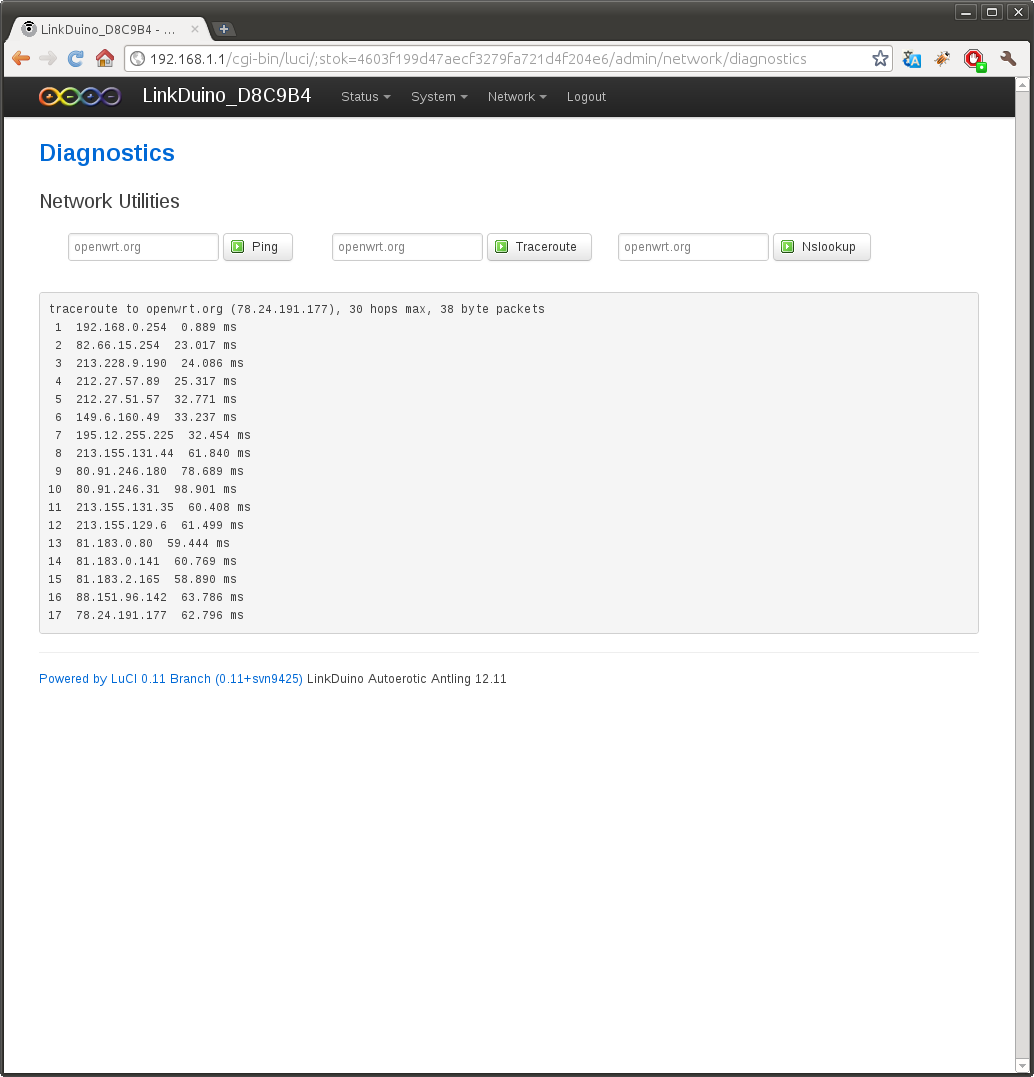 LinkDuino_D8C9B4 - ...
192.168.1.1/cgi-bin/luci/;stok=4603f199d47aecf3279fa721d4f204e6/admin/network/diagnostics
LinkDuino_D8C9B4 Status System Network Logout
Diagnostics
Network Utilities
openwrt.org Ping openwrt.org Traceroute openwrt.org Nslookup
traceroute to openwrt.org (78.24.191.177), 30 hops max, 38 byte packets
1 192.168.0.254 0.889 ms
2 82.66.15.254 23.017 ms
3 213.228.9.190 24.086 ms
4 212.27.57.89 25.317 ms
5 212.27.51.57 32.771 ms
6 149.6.160.49 33.237 ms
7 195.12.255.225 32.454 ms
8 213.155.131.44 61.840 ms
9 80.91.246.180 78.689 ms
10 80.91.246.31 98.901 ms
11 213.155.131.35 60.408 ms
12 213.155.129.6 61.499 ms
13 81.183.0.80 59.444 ms
14 81.183.0.141 60.769 ms
15 81.183.2.165 58.890 ms
16 88.151.96.142 63.786 ms
17 78.24.191.177 62.796 ms
Powered by LuCI 0.11 Branch (0.11+svn9425) LinkDuino Autoerotic Antling 12.11